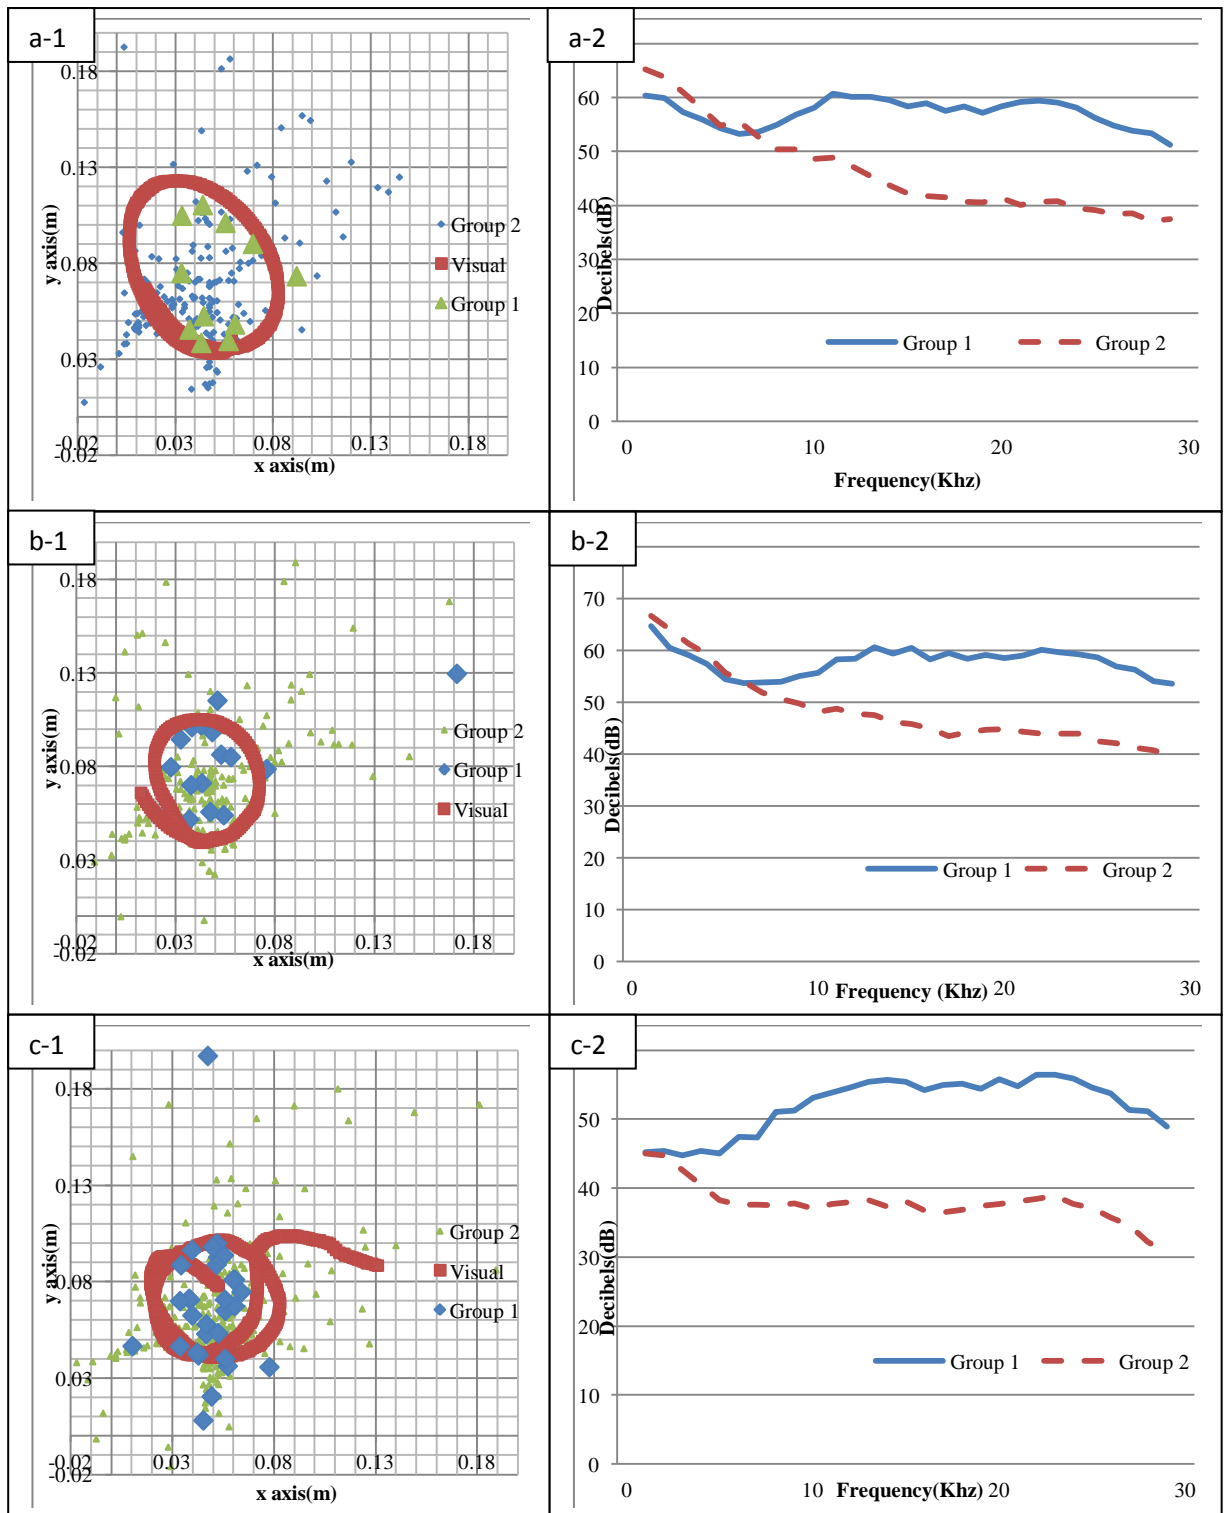 a-1
0.18
0.13
0.08
0.03
-0.02
-0.02
0.03
0.08
0.13
0.18
y axis(m)
x axis(m)
Group 2
Visual
Group 1
a-2
60
50
40
30
20
10
0
0
10
20
30
Decibels(dB)
Frequency(Khz)
Group 1
Group 2
b-1
0.18
0.13
0.08
0.03
-0.02
-0.02
0.03
0.08
0.13
0.18
y axis(m)
x axis(m)
Group 2
Group 1
Visual
b-2
70
60
50
40
30
20
10
0
0
10
20
30
Decibels(dB)
Frequency (Khz)
Group 1
Group 2
c-1
0.18
0.13
0.08
0.03
-0.02
-0.02
0.03
0.08
0.13
0.18
y axis(m)
x axis(m)
Group 2
Visual
Group 1
c-2
50
40
30
20
10
0
0
10
20
30
Decibels(dB)
Frequency(Khz)
Group 1
Group 2